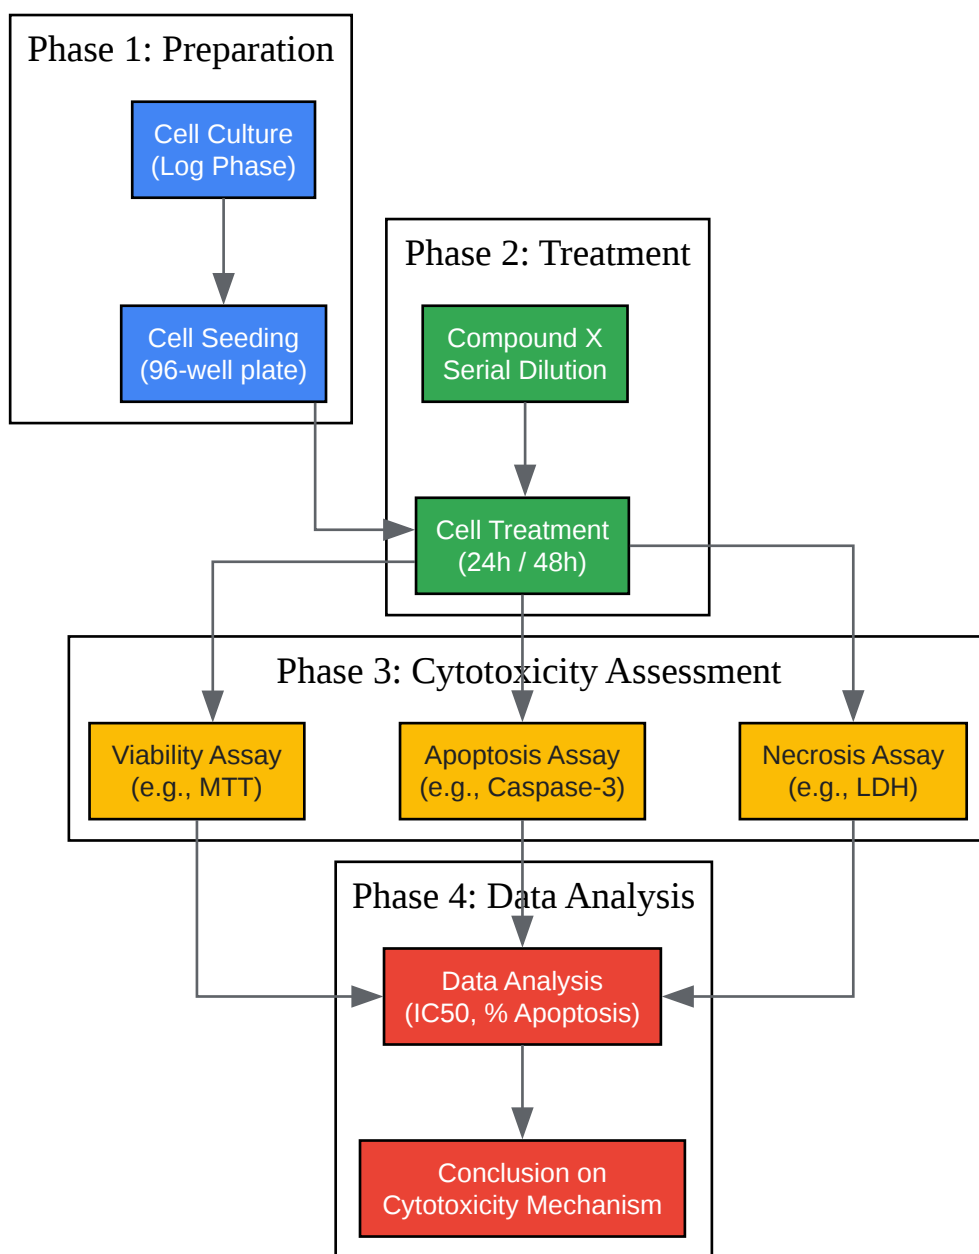 Phase 1: Preparation
Cell Culture
(Log Phase)
Cell Seeding
(96-well plate)
Phase 2: Treatment
Compound X
Serial Dilution
Cell Treatment
(24h / 48h)
Phase 3: Cytotoxicity Assessment
Viability Assay
(e.g., MTT)
Apoptosis Assay
(e.g., Caspase-3)
Necrosis Assay
(e.g., LDH)
Phase 4: Data Analysis
Data Analysis
(IC50, % Apoptosis)
Conclusion on
Cytotoxicity Mechanism